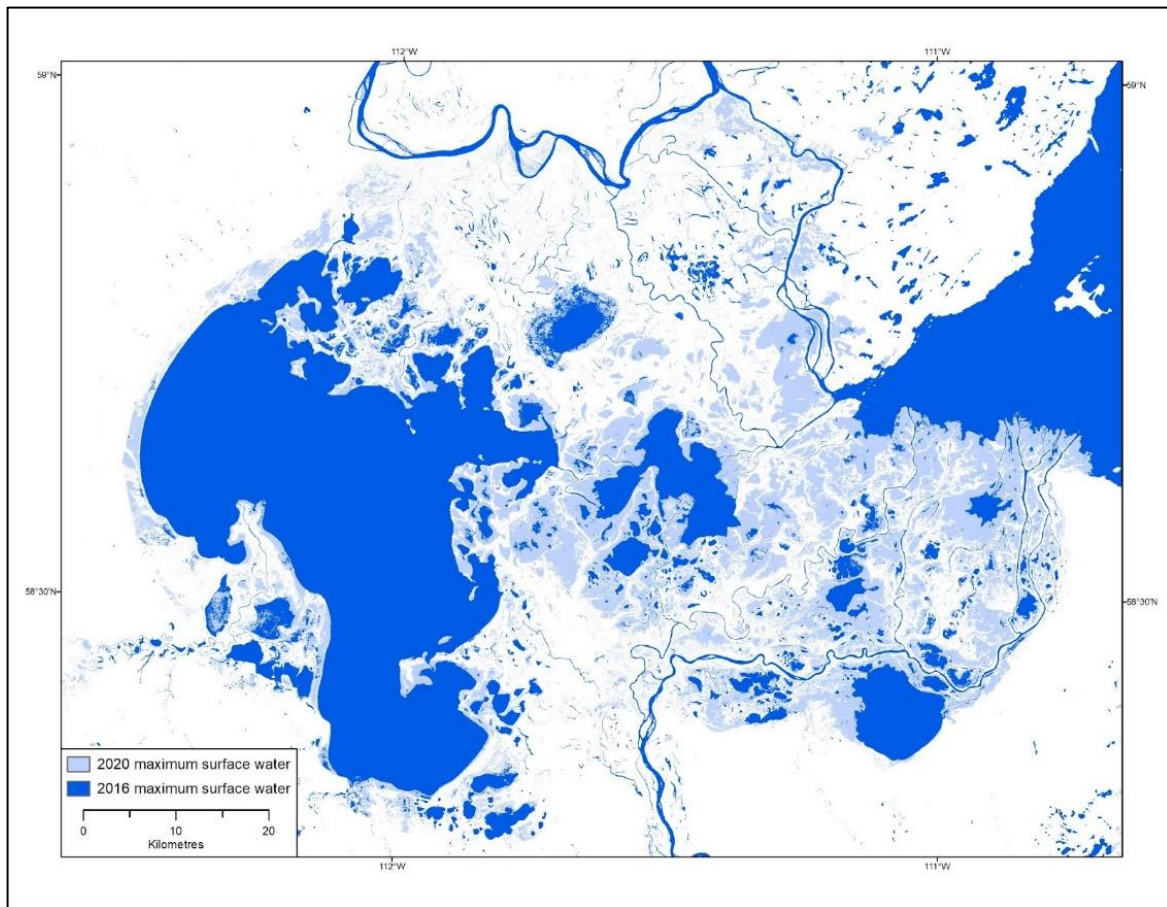 112°W 111°W
59°N 59°N
58°30'N 58°30'N
2020 maximum surface water
2016 maximum surface water
0 10 20
Kilometres
112°W 111°W